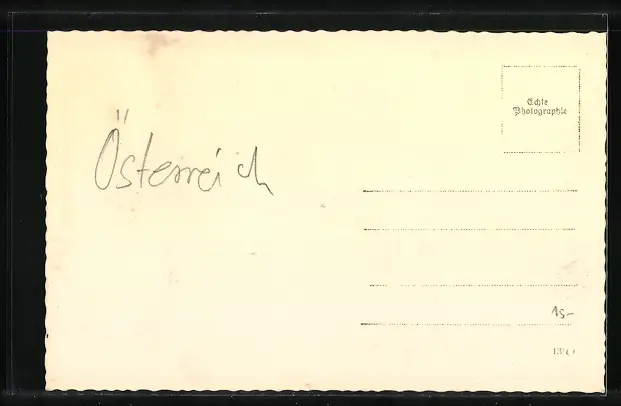 Echte
Photographie
Österreich
15-